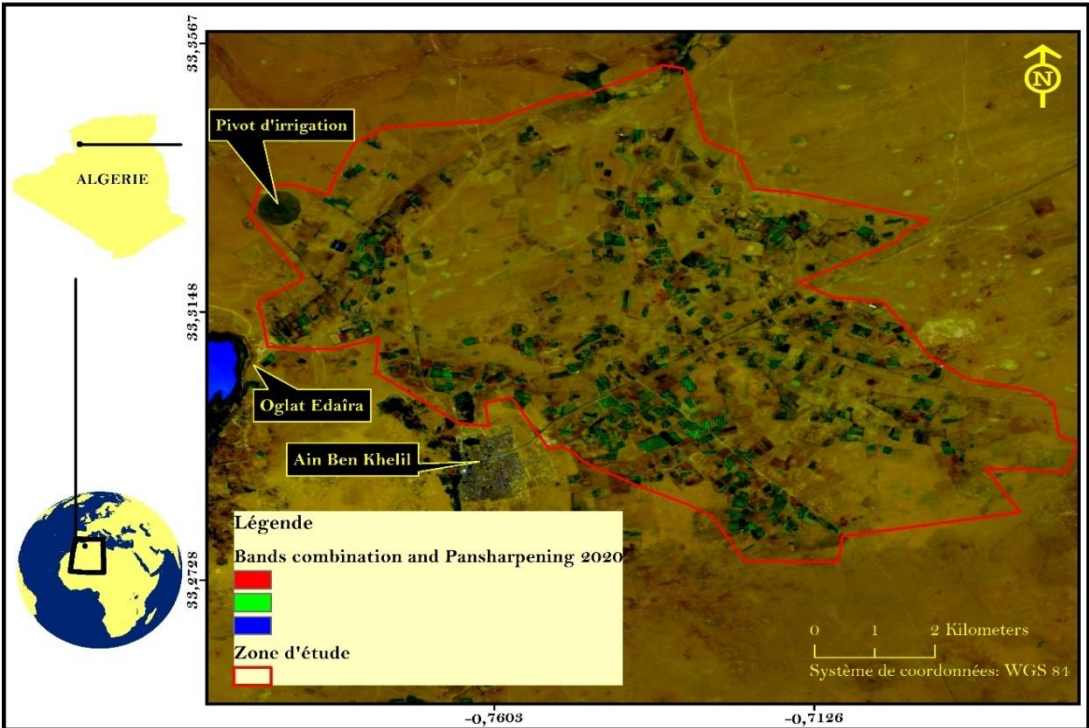 33,3567
33,3148
33,2728
ALGERIE
N
Pivot d'irrigation
Oglat Edaîra
Ain Ben Khelil
Légende
Bands combination and Pansharpening 2020
Zone d'étude
0 1 2 Kilometers
Système de coordonnées: WGS 84
-0,7603
-0,7126